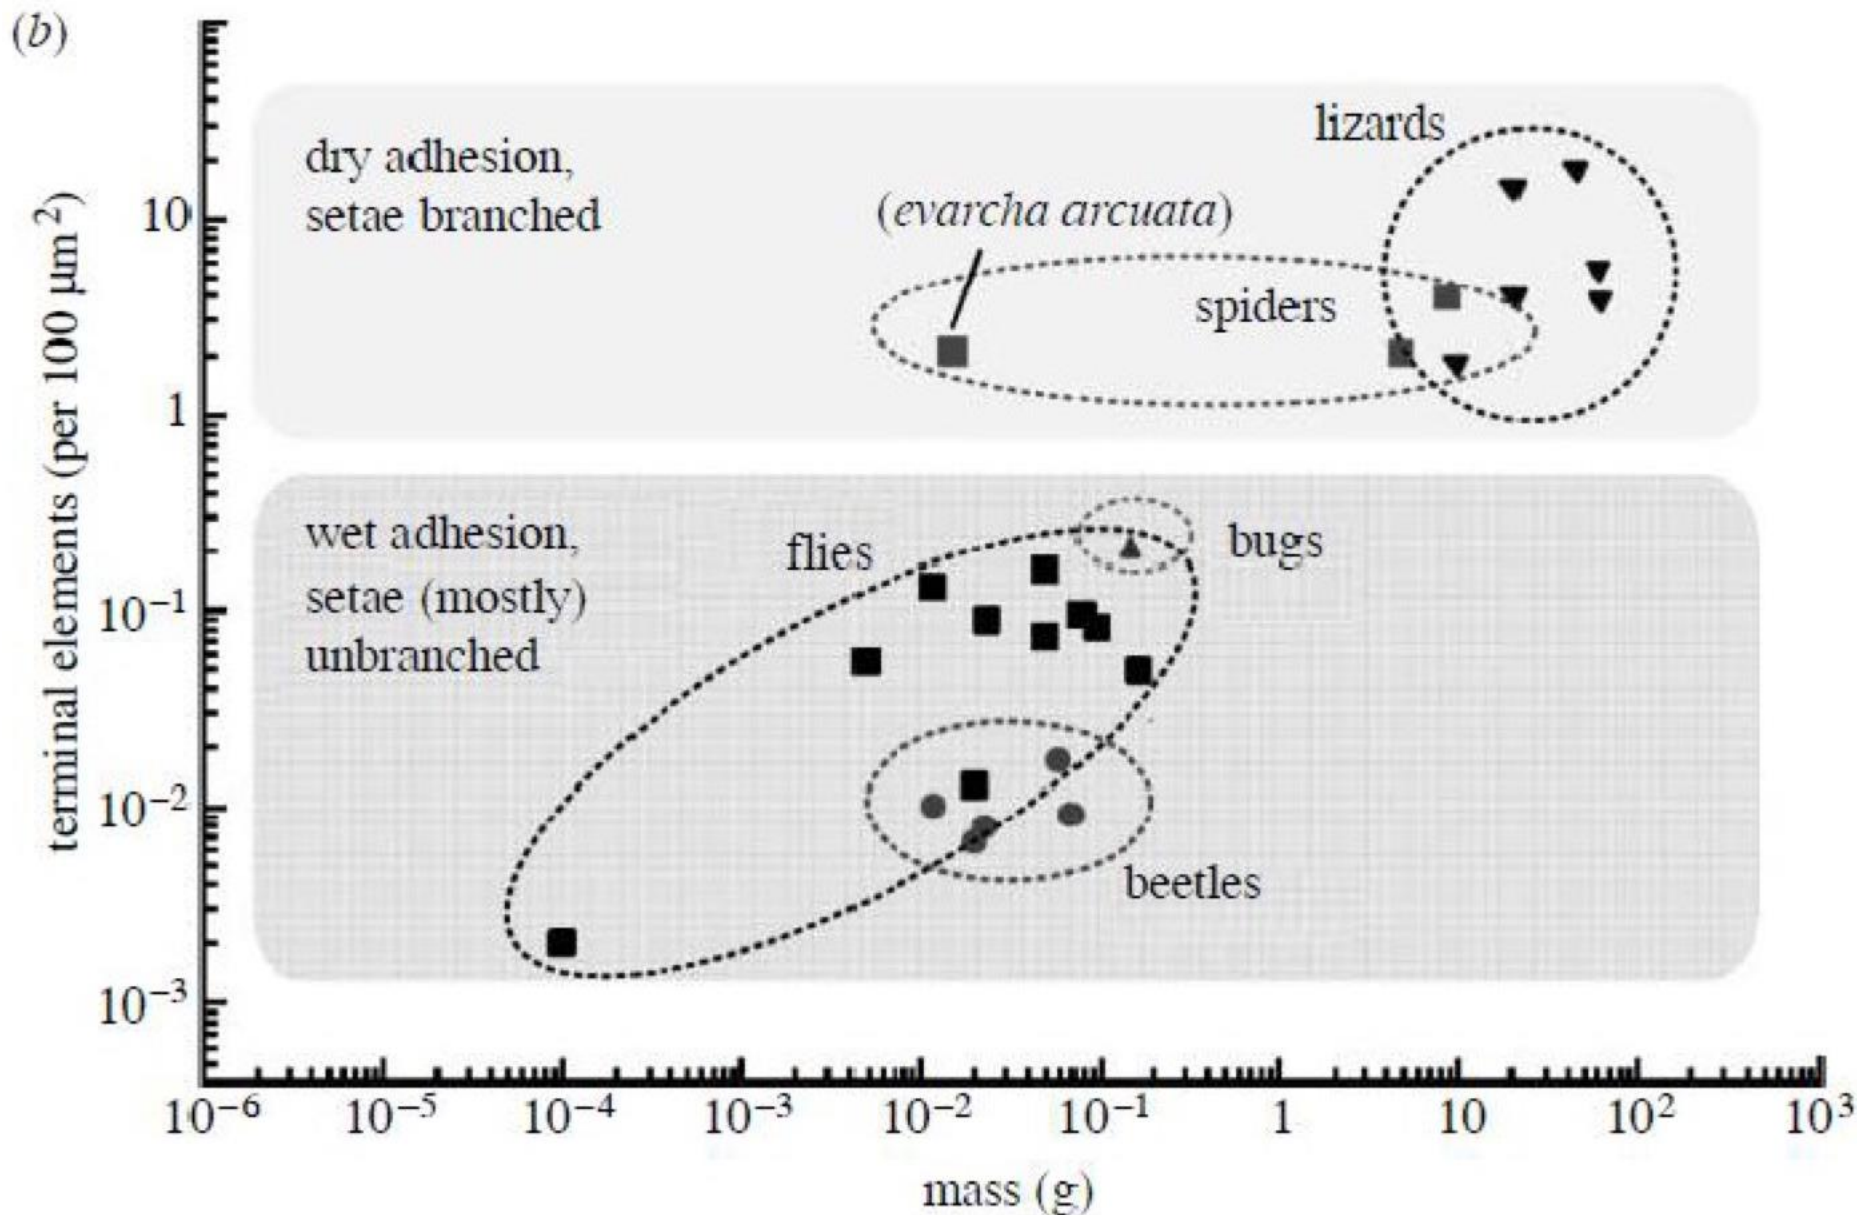 (b)
dry adhesion,
setae branched
lizards
(evarcha arcuata)
spiders
wet adhesion,
setae (mostly)
unbranched
flies
bugs
beetles
terminal elements (per 100 μm²)
10
1
10⁻¹
10⁻²
10⁻³
10⁻⁶ 10⁻⁵ 10⁻⁴ 10⁻³ 10⁻² 10⁻¹ 1 10 10² 10³
mass (g)